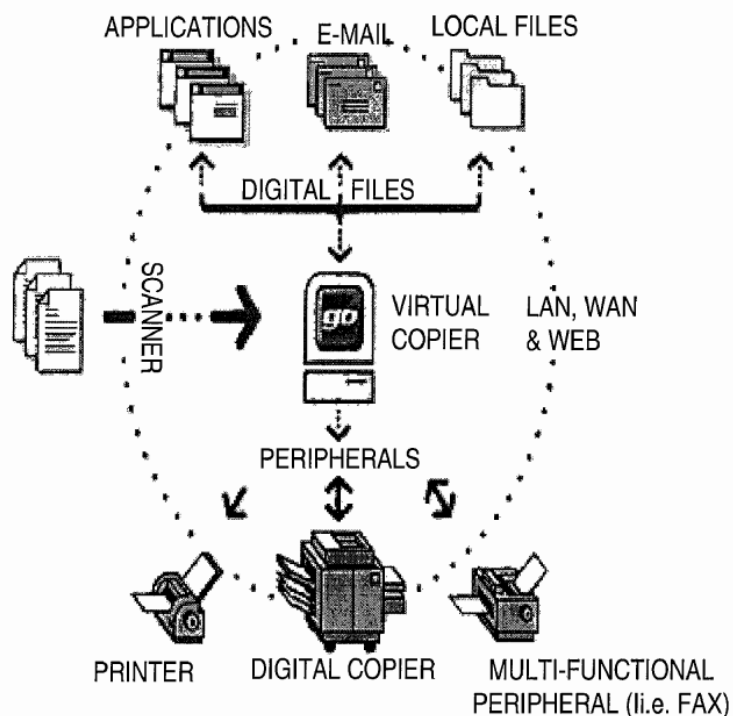 APPLICATIONS
E-MAIL
LOCAL FILES
DIGITAL FILES
SCANNER
go
VIRTUAL
COPIER
LAN, WAN
& WEB
PERIPHERALS
PRINTER
DIGITAL COPIER
MULTI-FUNCTIONAL
PERIPHERAL (Ii.e. FAX)